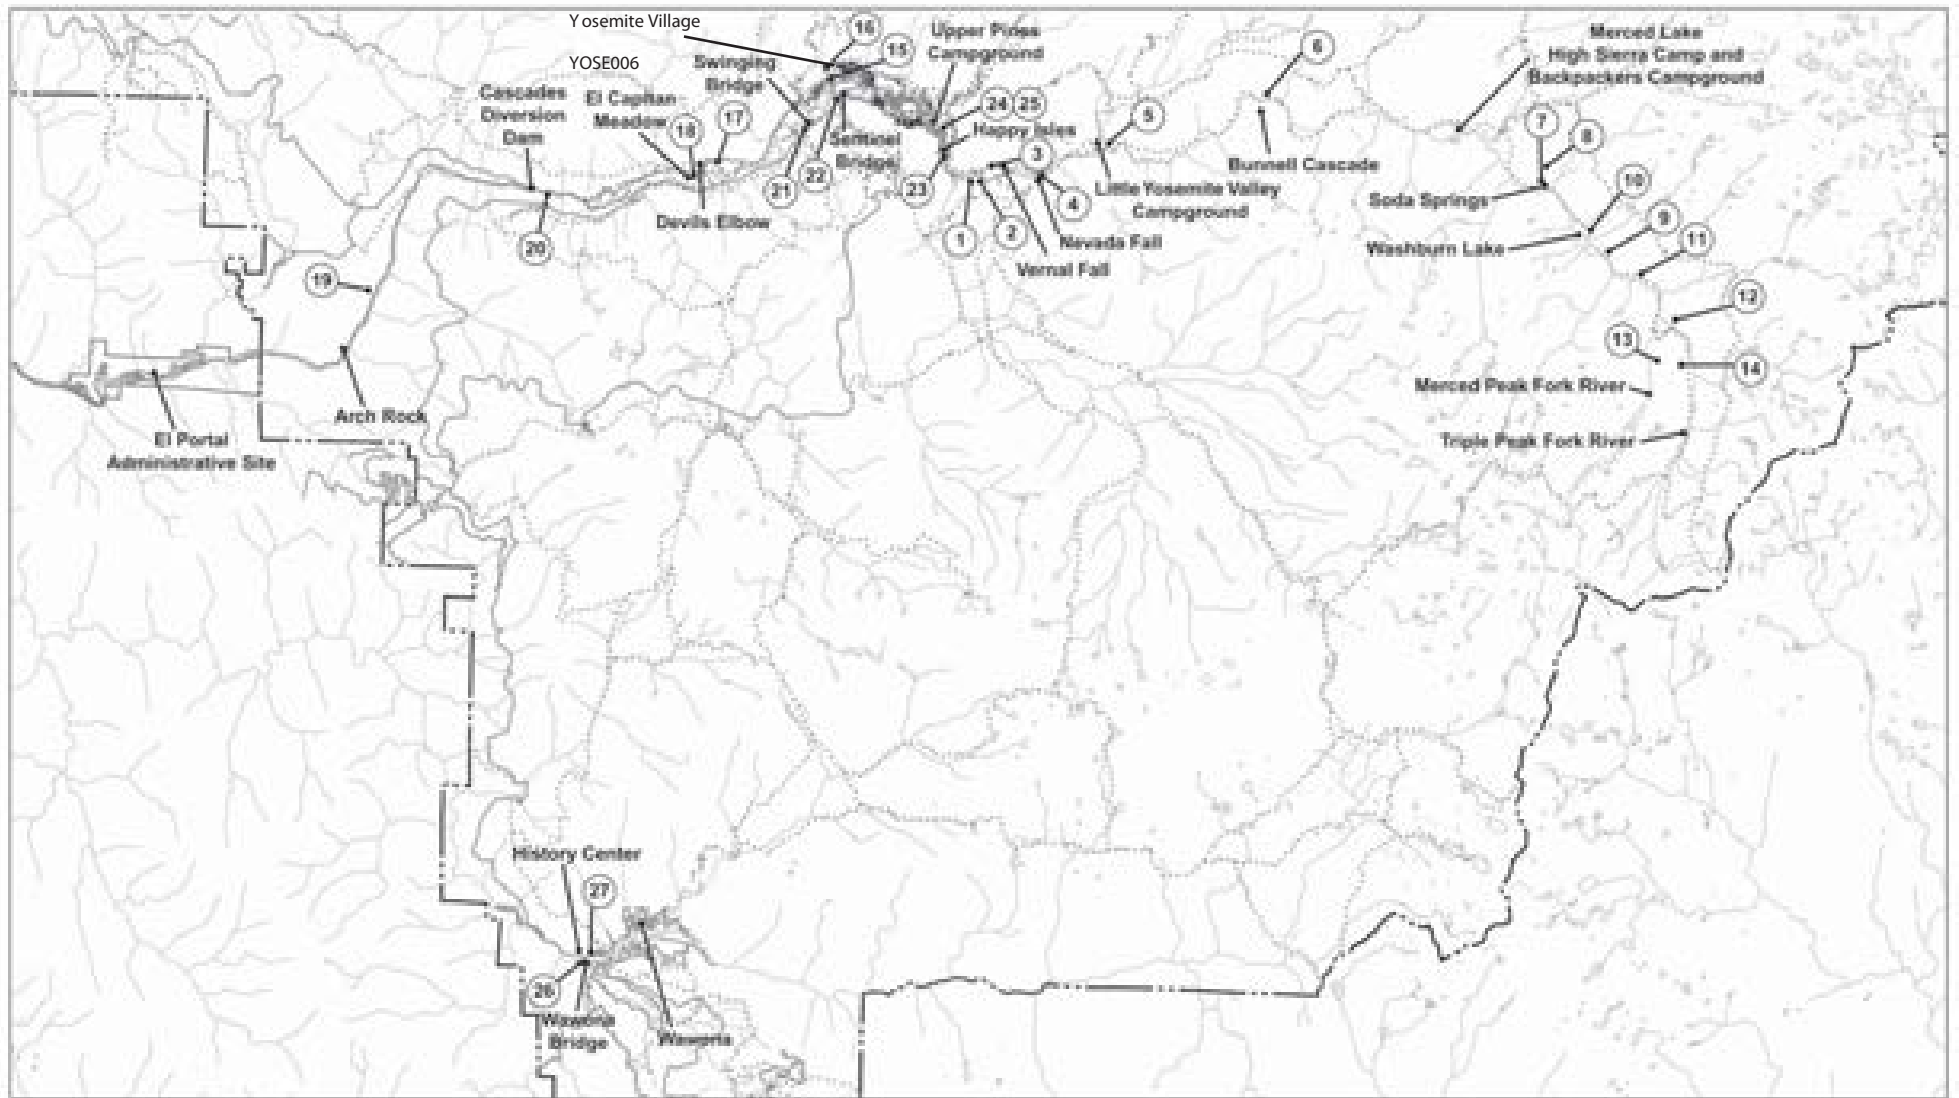 Yosemite Village
YOSE006
16
15
Upper Pines
Campground
6
Merced Lake
High Sierra Camp and
Backpackers Campground
Swinging
Bridge
Cascades
Diversion
Dam
El Capitan
Meadow
18
17
24
25
5
7
8
Happy Isles
Sentinel
Bridge
3
Bunnell Cascade
21
22
23
Little Yosemite Valley
Campground
4
Soda Springs
10
Devils Elbow
20
1
2
Nevada Fall
Vernal Fall
9
Washburn Lake
11
19
12
13
14
Merced Peak Fork River
Arch Rock
El Portal
Administrative Site
Triple Peak Fork River
History Center
27
26
Wawona
Bridge
Wawona